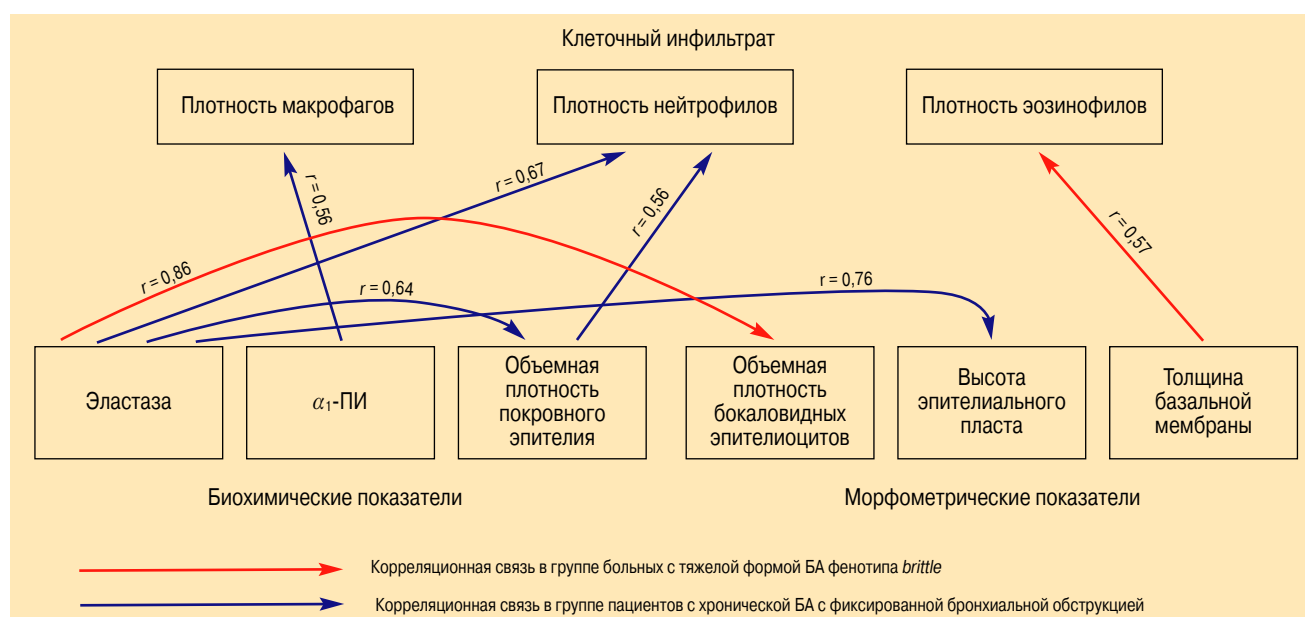 Клеточный инфильтрат
Плотность макрофагов
Плотность нейтрофилов
Плотность эозинофилов
r = 0,56
r = 0,67
r = 0,56
r = 0,57
r = 0,86
r = 0,64
r = 0,76
Эластаза
α₁-ПИ
Объемная
плотность
покровного
эпителия
Объемная
плотность
бокаловидных
эпителиоцитов
Высота
эпителиального
пласта
Толщина
базальной
мембраны
Биохимические показатели
Морфометрические показатели
Корреляционная связь в группе больных с тяжелой формой БА фенотипа brittle
Корреляционная связь в группе пациентов с хронической БА с фиксированной бронхиальной обструкцией